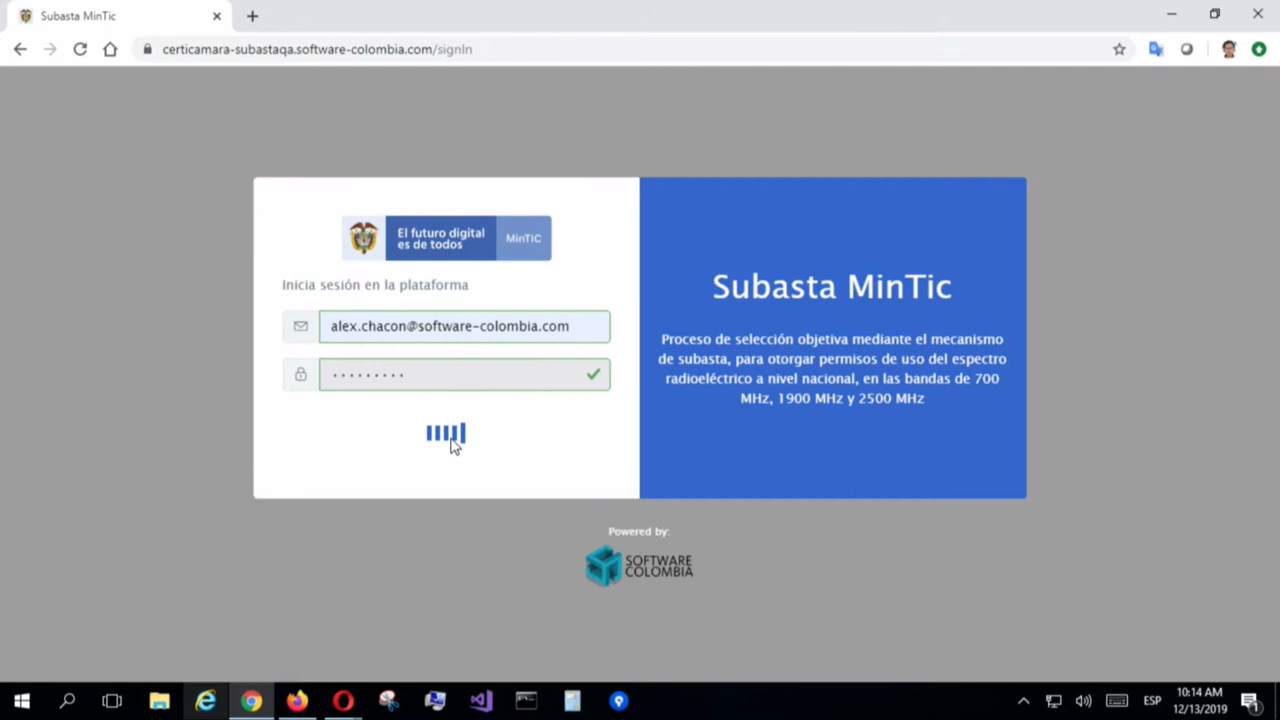 Subasta MinTic
certicamara-subastaqa.software-colombia.com/signIn
El futuro digital
es de todos
MinTIC
Inicia sesión en la plataforma
alex.chacon@software-colombia.com
Subasta MinTic
Proceso de selección objetiva mediante el mecanismo
de subasta, para otorgar permisos de uso del espectro
radioeléctrico a nivel nacional, en las bandas de 700
MHz, 1900 MHz y 2500 MHz
Powered by:
SOFTWARE
COLOMBIA
ESP
10:14 AM
12/13/2019
1